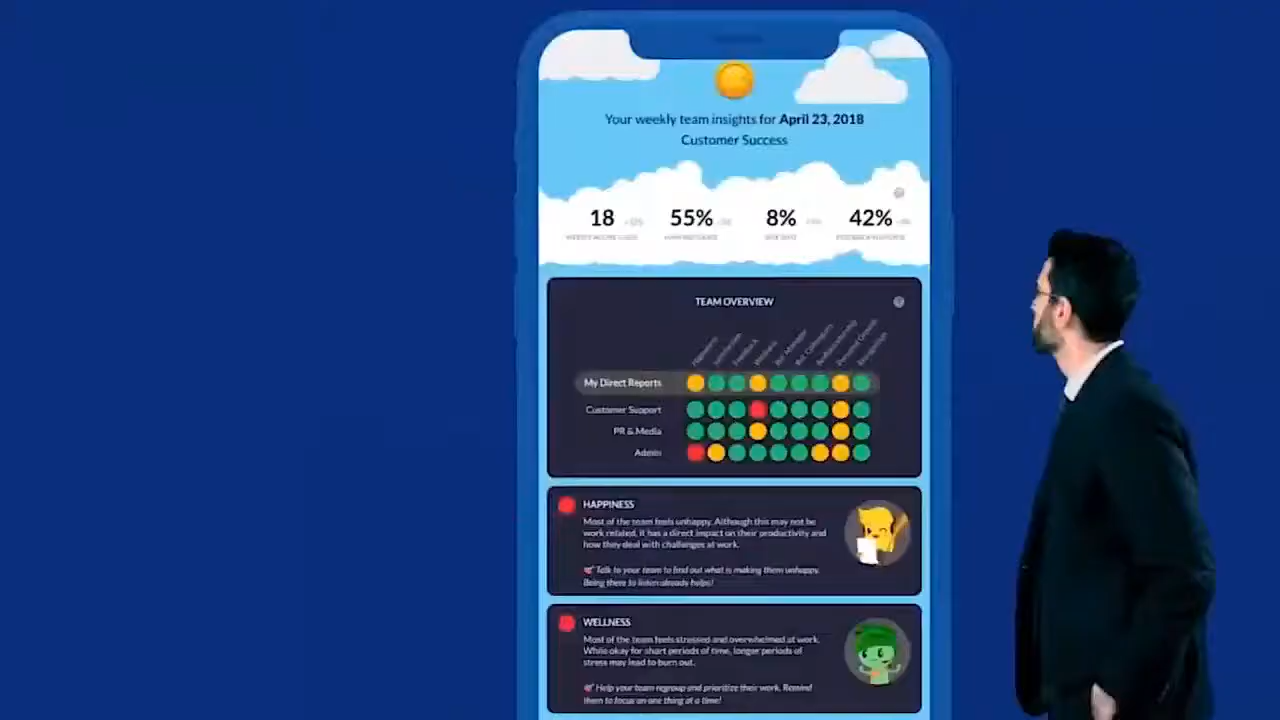 Your weekly team insights for April 23, 2018
Customer Success
18
55%
8%
42%
TEAM OVERVIEW
My Direct Reports
Customer Support
PR & Media
Admin
HAPPINESS
Most of the team feels unhappy. Although this may not be
work related, it has a direct impact on their productivity and
how they deal with challenges at work.
Talk to your team to find out what is making them unhappy.
Being there to listen already helps!
WELLNESS
Most of the team feels stressed and overwhelmed at work.
While okay for short periods of time, longer periods of
stress may lead to burn out.
Help your team regroup and prioritize their work. Remind
them to focus on one thing at a time!